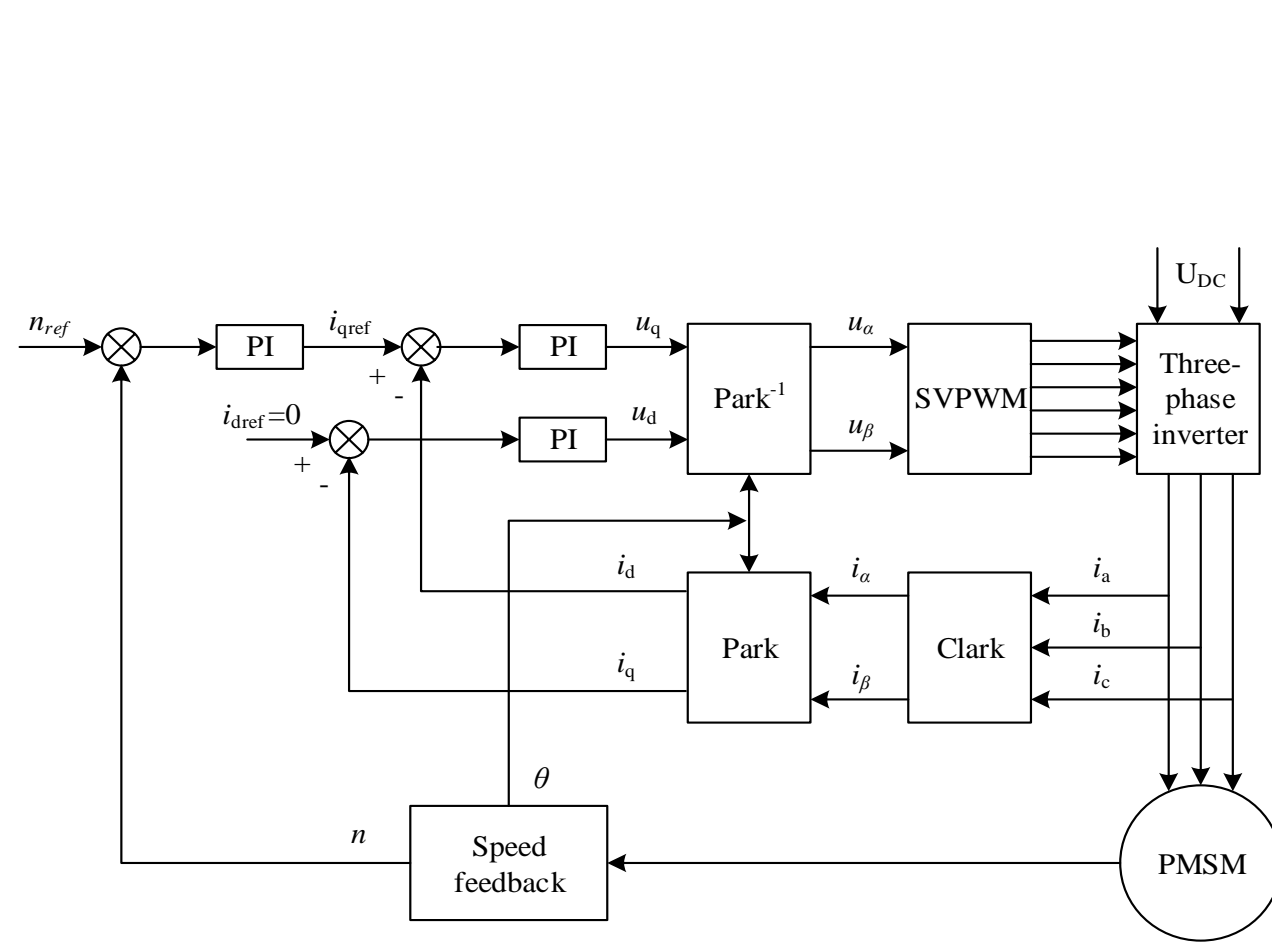 U_DC
n_ref
PI
i_qref
PI
u_q
Park^-1
u_α
SVPWM
Three-
phase
inverter
+
-
i_dref=0
PI
u_d
u_β
+
-
i_d
Park
i_α
Clark
i_a
i_b
i_q
i_β
i_c
θ
n
Speed
feedback
PMSM